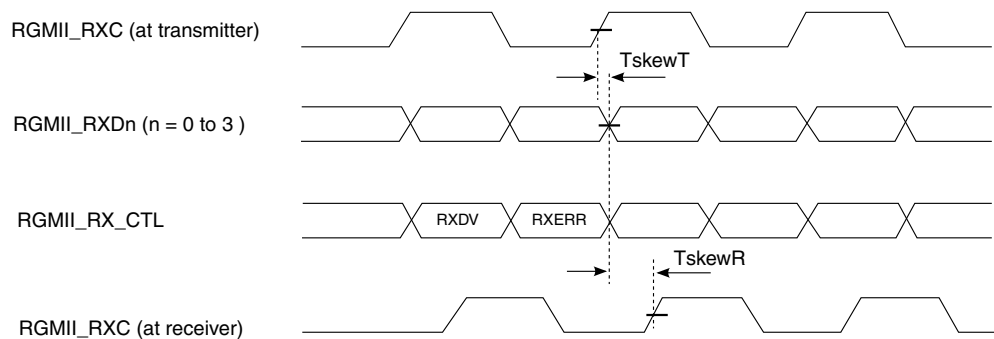 RGMII_RXC (at transmitter)
TskewT
RGMII_RXDn (n = 0 to 3 )
RGMII_RX_CTL
RXDV
RXERR
TskewR
RGMII_RXC (at receiver)